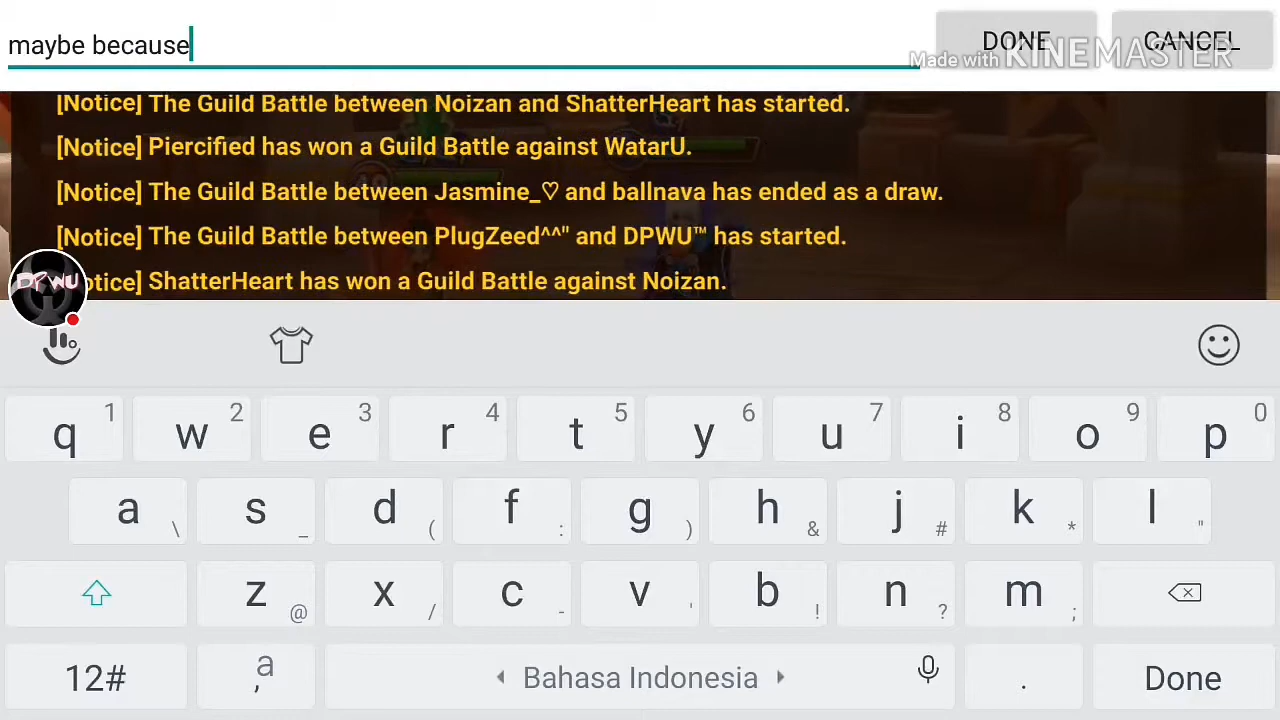 maybe because
DONE
CANCEL
Made with KINEMASTER
[Notice] The Guild Battle between Noizan and ShatterHeart has started.
[Notice] Piercified has won a Guild Battle against WatarU.
[Notice] The Guild Battle between Jasmine_♡ and ballnava has ended as a draw.
[Notice] The Guild Battle between PlugZeed^^" and DPWU™ has started.
otice] ShatterHeart has won a Guild Battle against Noizan.
DPWU
1 2 3 4 5 6 7 8 9 0
q w e r t y u i o p
a s d f g h j k l
\ _ ( : ) & # * "
z x c v b n m
@ / - ' ! ? ;
12# , a Bahasa Indonesia . Done